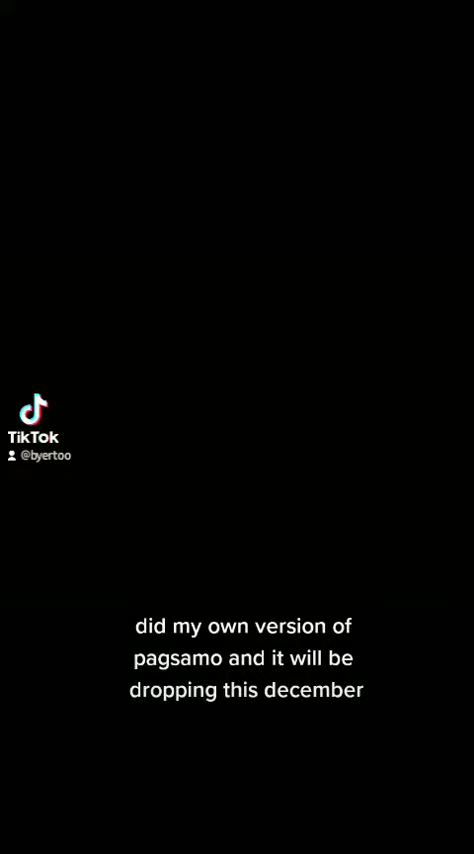 TikTok
@byertoo
did my own version of
pagsamo and it will be
dropping this december